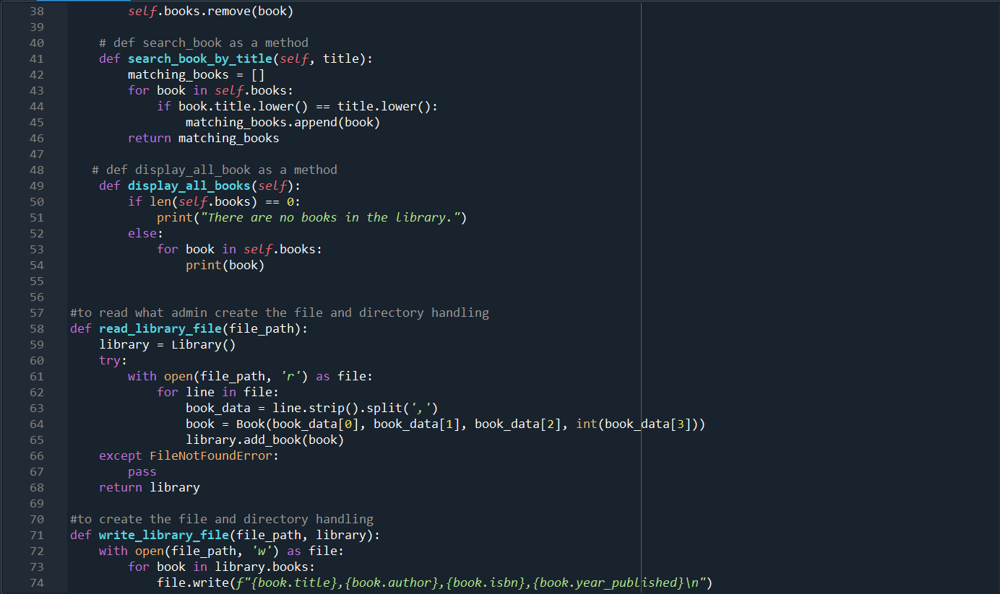 38         self.books.remove(book)
39
40     # def search_book as a method
41     def search_book_by_title(self, title):
42         matching_books = []
43         for book in self.books:
44             if book.title.lower() == title.lower():
45                 matching_books.append(book)
46         return matching_books
47
48    # def display_all_book as a method
49     def display_all_books(self):
50         if len(self.books) == 0:
51             print("There are no books in the library.")
52         else:
53             for book in self.books:
54                 print(book)
55
56
57 #to read what admin create the file and directory handling
58 def read_library_file(file_path):
59     library = Library()
60     try:
61         with open(file_path, 'r') as file:
62             for line in file:
63                 book_data = line.strip().split(',')
64                 book = Book(book_data[0], book_data[1], book_data[2], int(book_data[3]))
65                 library.add_book(book)
66     except FileNotFoundError:
67         pass
68     return library
69
70 #to create the file and directory handling
71 def write_library_file(file_path, library):
72     with open(file_path, 'w') as file:
73         for book in library.books:
74             file.write(f"{book.title},{book.author},{book.isbn},{book.year_published}\n")